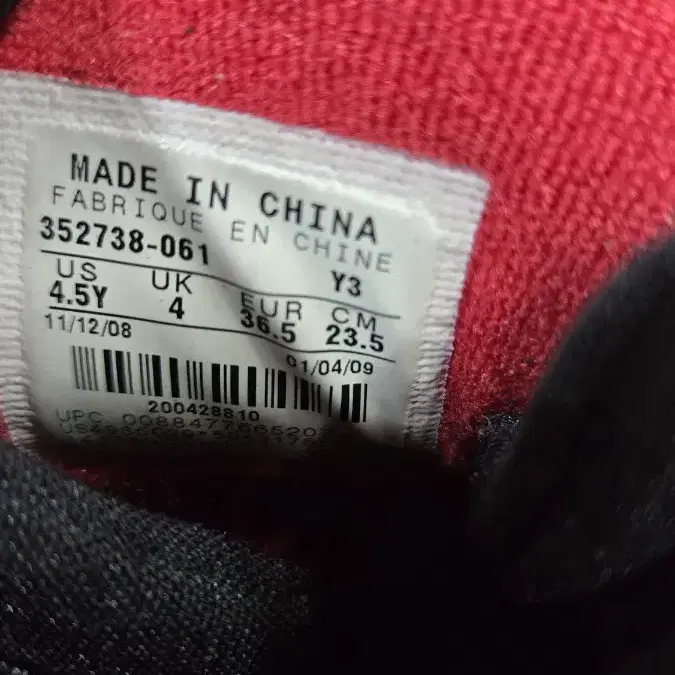 MADE IN CHINA
FABRIQUE EN CHINE
352738-061 Y3
US UK EUR CM
4.5Y 4 36.5 23.5
11/12/08 01/04/09
200428810
UPC